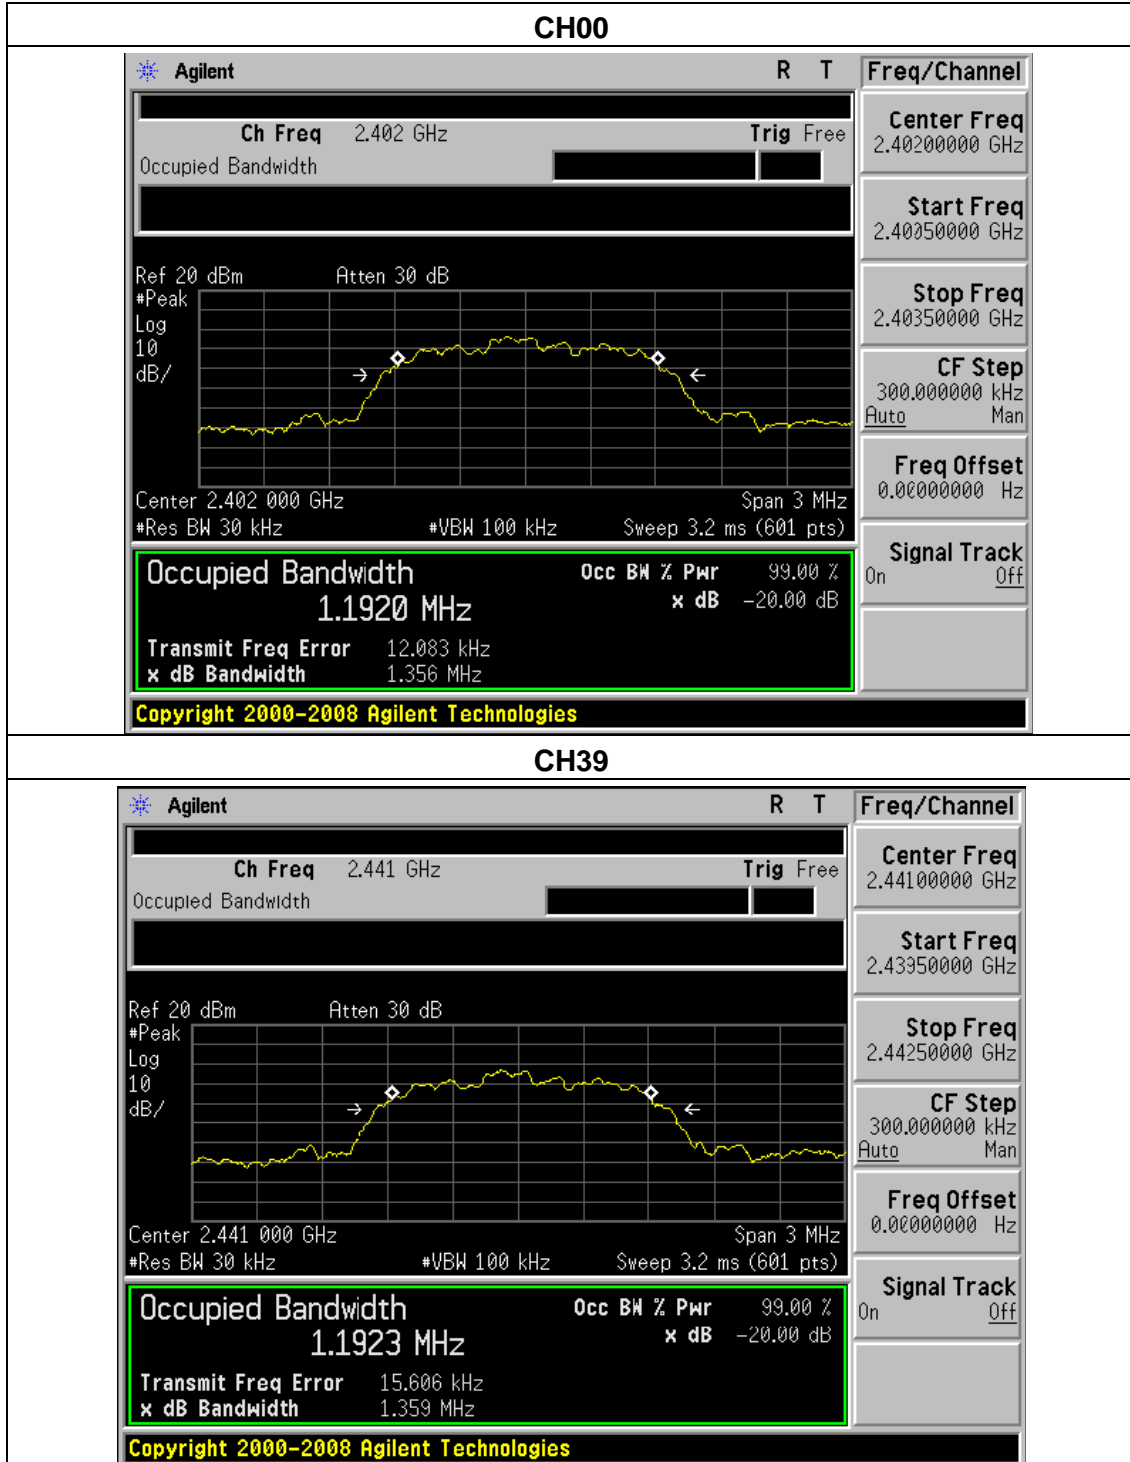 CH00
Agilent R T Freq/Channel
Ch Freq 2.402 GHz Trig Free
Occupied Bandwidth
Center Freq
2.40200000 GHz
Start Freq
2.40050000 GHz
Stop Freq
2.40350000 GHz
CF Step
300.000000 kHz
Auto Man
Freq Offset
0.00000000 Hz
Signal Track
On Off
Ref 20 dBm Atten 30 dB
#Peak
Log
10
dB/
Center 2.402 000 GHz Span 3 MHz
#Res BW 30 kHz #VBW 100 kHz Sweep 3.2 ms (601 pts)
Occupied Bandwidth Occ BW % Pwr 99.00 %
1.1920 MHz x dB -20.00 dB
Transmit Freq Error 12.083 kHz
x dB Bandwidth 1.356 MHz
Copyright 2000-2008 Agilent Technologies
CH39
Agilent R T Freq/Channel
Ch Freq 2.441 GHz Trig Free
Occupied Bandwidth
Center Freq
2.44100000 GHz
Start Freq
2.43950000 GHz
Stop Freq
2.44250000 GHz
CF Step
300.000000 kHz
Auto Man
Freq Offset
0.00000000 Hz
Signal Track
On Off
Ref 20 dBm Atten 30 dB
#Peak
Log
10
dB/
Center 2.441 000 GHz Span 3 MHz
#Res BW 30 kHz #VBW 100 kHz Sweep 3.2 ms (601 pts)
Occupied Bandwidth Occ BW % Pwr 99.00 %
1.1923 MHz x dB -20.00 dB
Transmit Freq Error 15.606 kHz
x dB Bandwidth 1.359 MHz
Copyright 2000-2008 Agilent Technologies